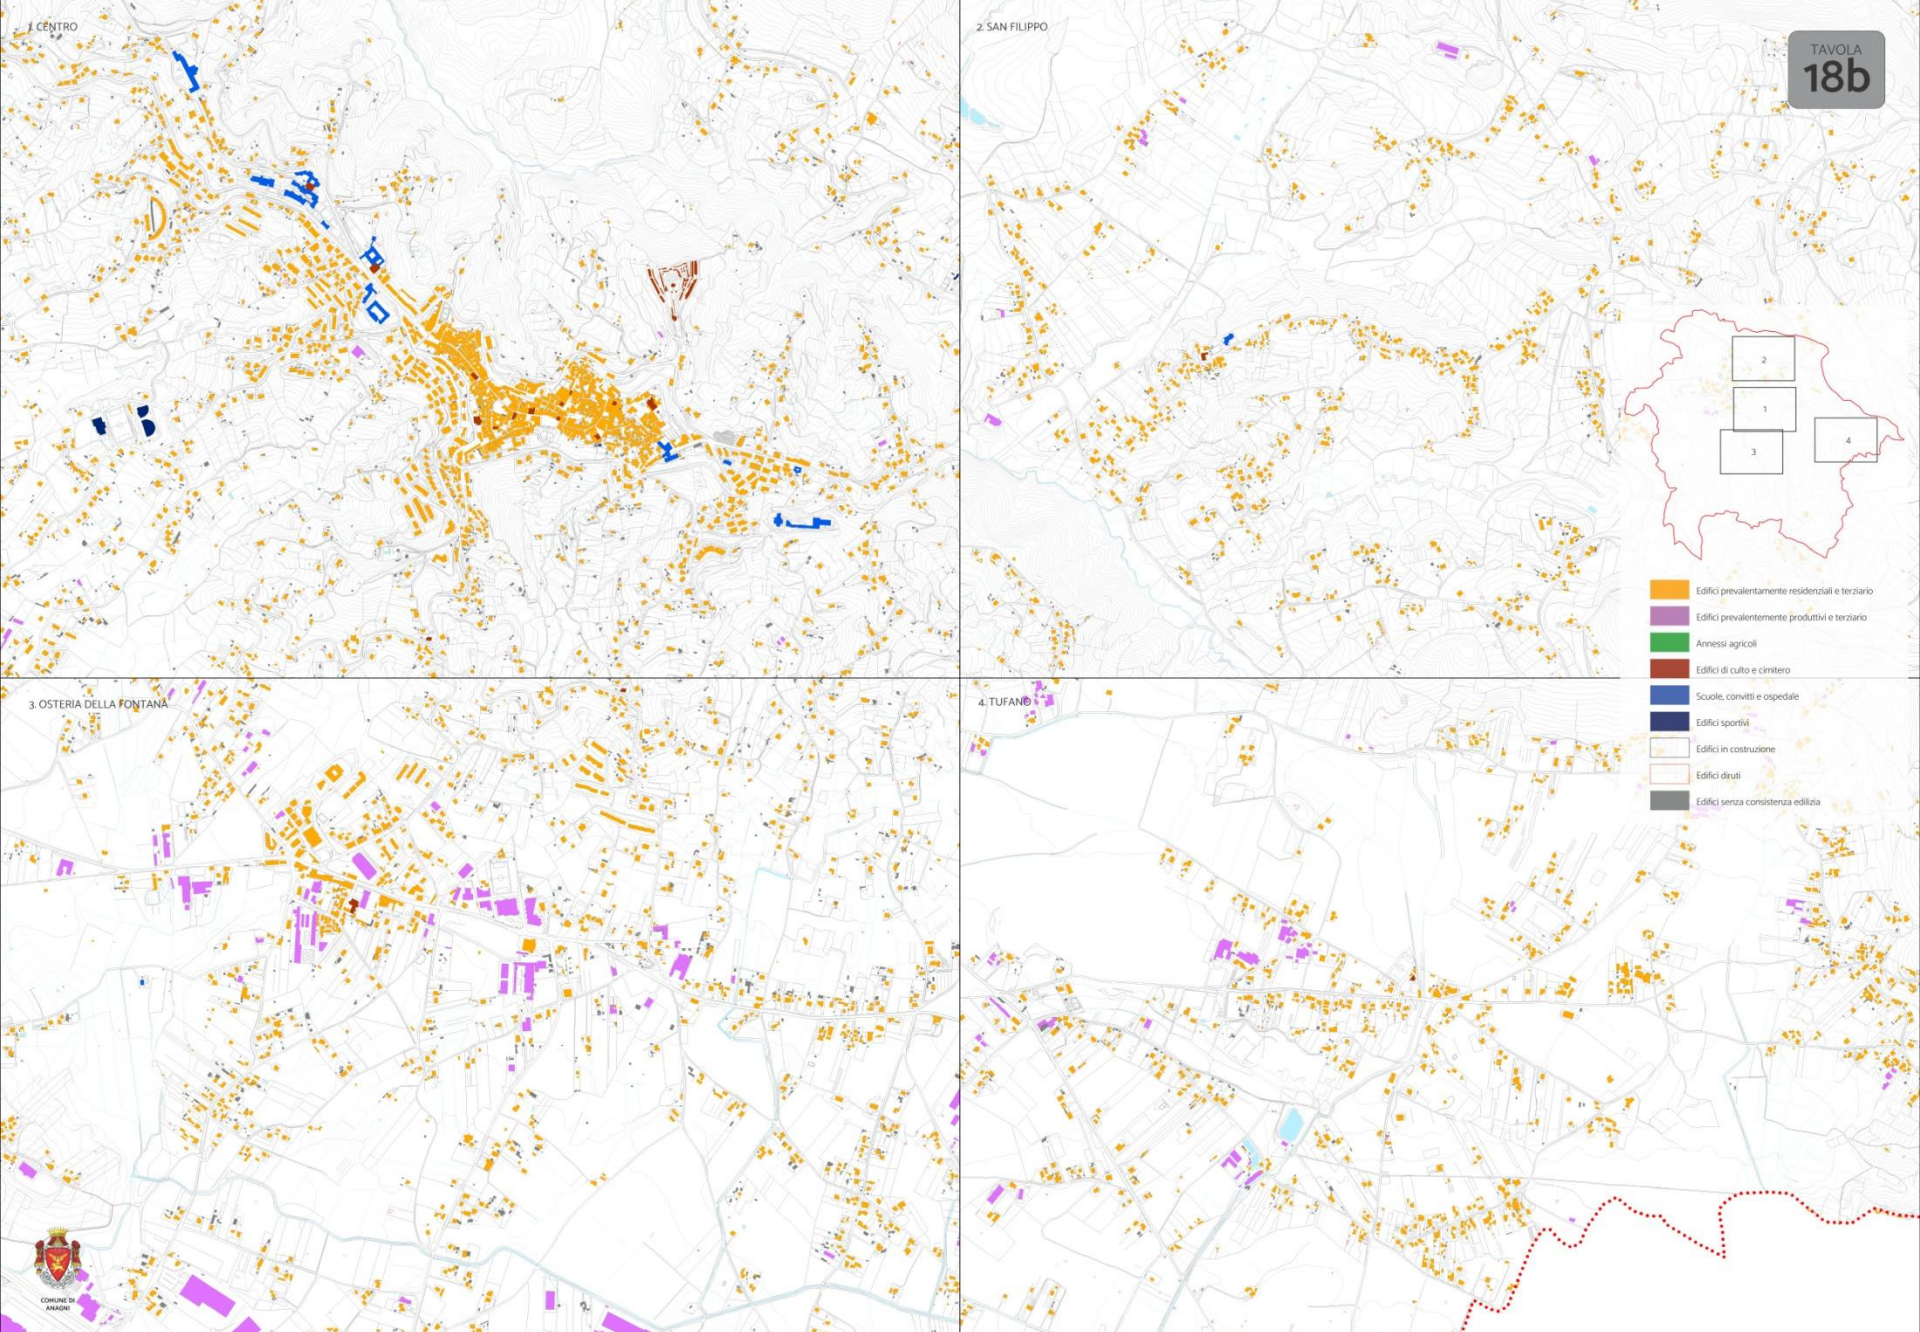 1. CENTRO
2. SAN FILIPPO
TAVOLA
18b
2
1
3
4
Edifici prevalentamente residenziali e terziario
Edifici prevalentemente produttivi e terziario
Annessi agricoli
Edifici di culto e cimitero
Scuole, convitti e ospedale
Edifici sportivi
Edifici in costruzione
Edifici diruti
Edifici senza consistenza edilizia
3. OSTERIA DELLA FONTANA
4. TUFANO
COMUNE DI
ANAGNI